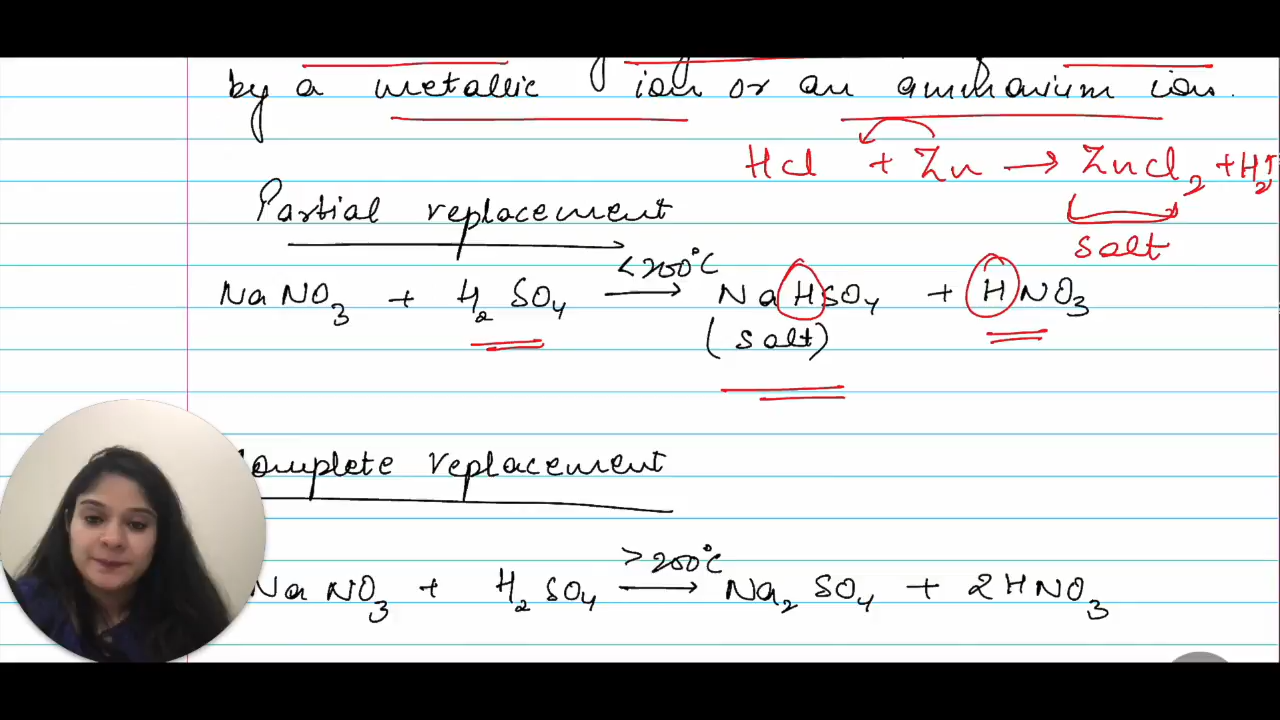 by a metallic ion or an ammonium ion.
HCl + Zn → ZnCl2 + H2↑
salt
Partial replacement
NaNO3 + H2SO4 <200°C → NaHSO4 + HNO3
(salt)
Complete replacement
NaNO3 + H2SO4 >200°C → Na2SO4 + 2HNO3